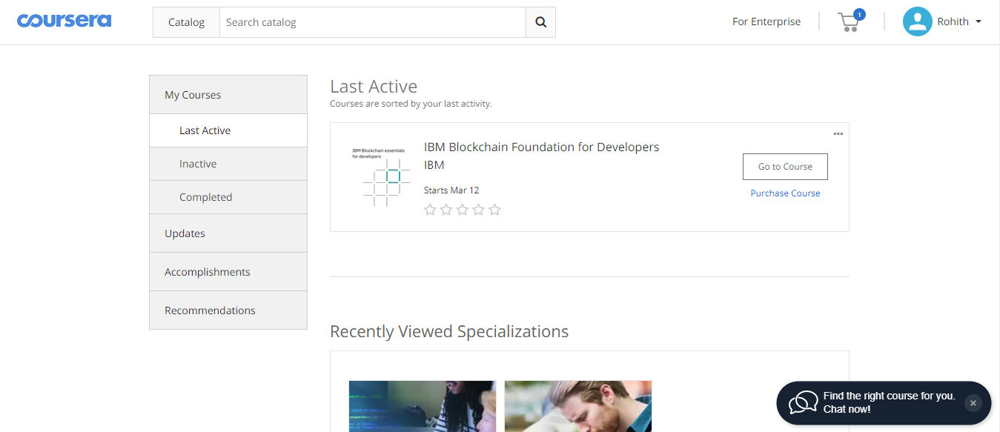 coursera
Catalog
Search catalog
For Enterprise
1
Rohith
My Courses
Last Active
Inactive
Completed
Updates
Accomplishments
Recommendations
Last Active
Courses are sorted by your last activity.
IBM Blockchain essentials
for developers
IBM Blockchain Foundation for Developers
IBM
Starts Mar 12
Go to Course
Purchase Course
Recently Viewed Specializations
Find the right course for you.
Chat now!